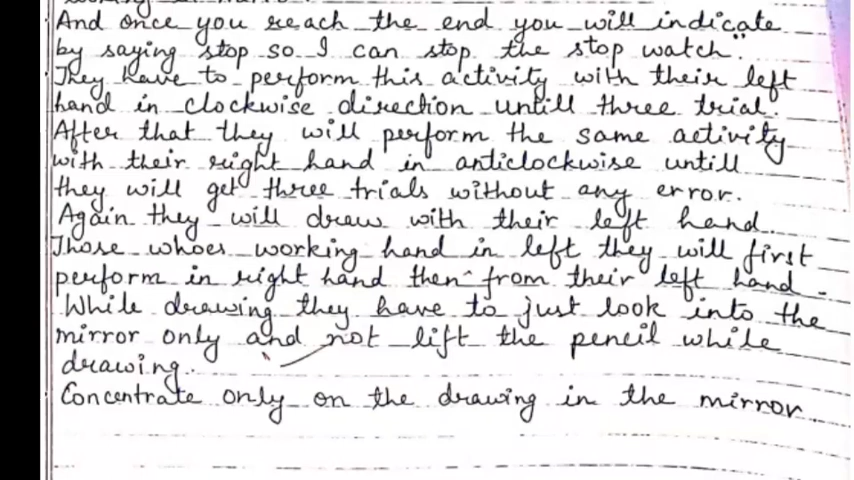 And once you reach the end you will indicate
by saying stop so I can stop the stop watch".
They have to perform this activity with their left
hand in clockwise direction untill three trial.
After that they will perform the same activity
with their right hand in anticlockwise untill
they will get three trials without any error.
Again they will draw with their left hand.
Those whoes working hand in left they will first
perform in right hand then from their left hand.
While drawing they have to just look into the
mirror only and not lift the pencil while
drawing.
Concentrate only on the drawing in the mirror